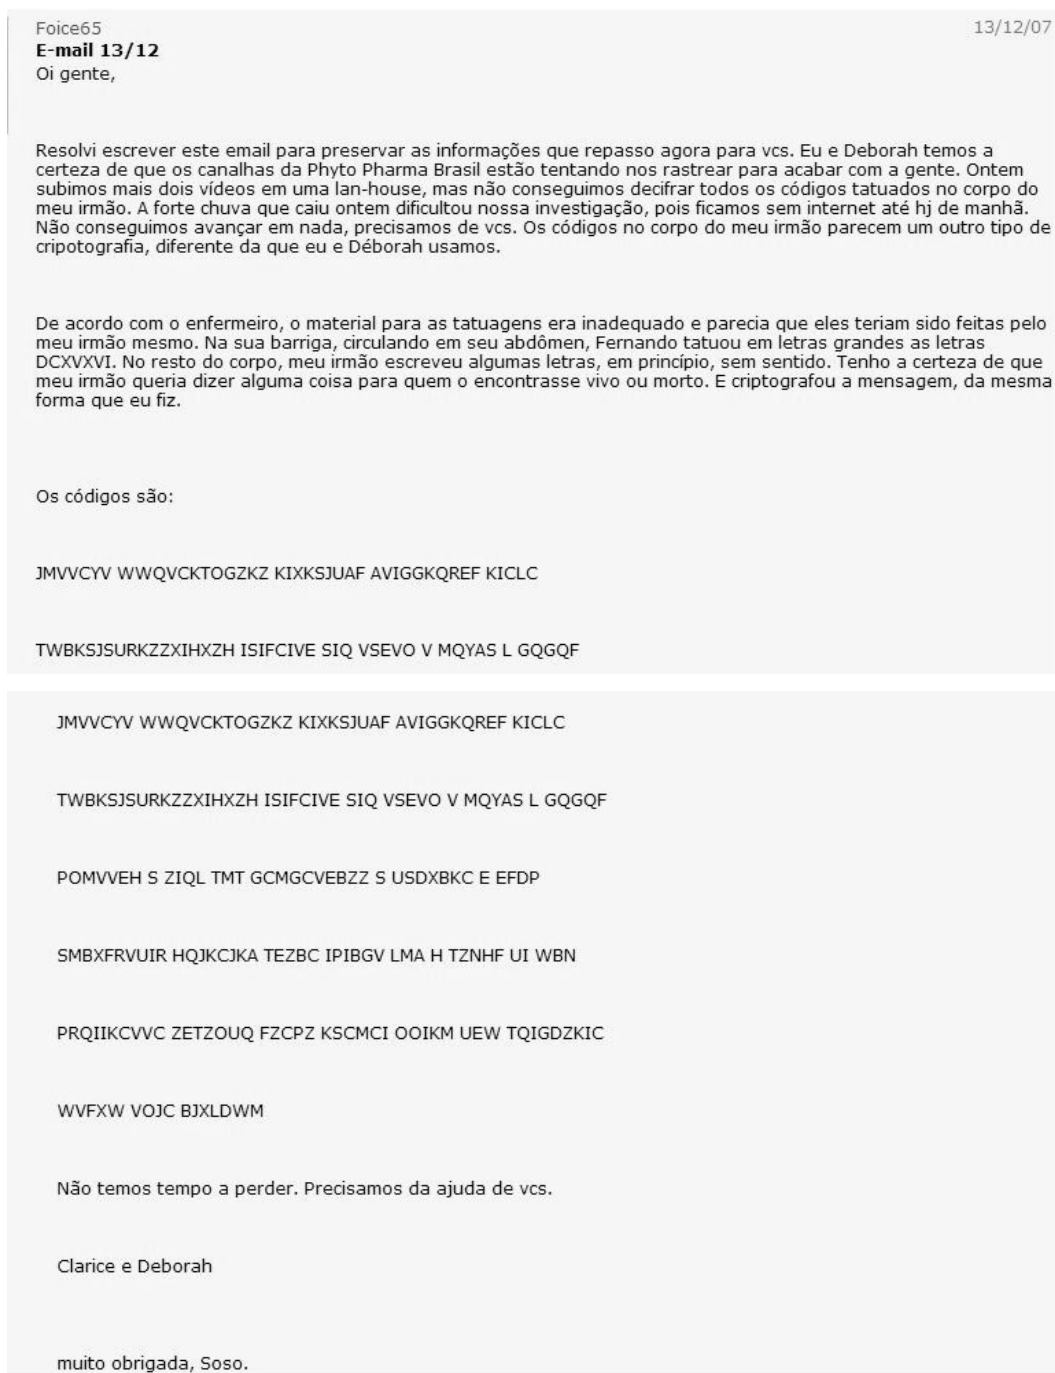 Foice65 13/12/07
E-mail 13/12
Oi gente,
Resolvi escrever este email para preservar as informações que repasso agora para vcs. Eu e Deborah temos a
certeza de que os canalhas da Phyto Pharma Brasil estão tentando nos rastrear para acabar com a gente. Ontem
subimos mais dois vídeos em uma lan-house, mas não conseguimos decifrar todos os códigos tatuados no corpo do
meu irmão. A forte chuva que caiu ontem dificultou nossa investigação, pois ficamos sem internet até hj de manhã.
Não conseguimos avançar em nada, precisamos de vcs. Os códigos no corpo do meu irmão parecem um outro tipo de
cripotografia, diferente da que eu e Déborah usamos.
De acordo com o enfermeiro, o material para as tatuagens era inadequado e parecia que eles teriam sido feitas pelo
meu irmão mesmo. Na sua barriga, circulando em seu abdômen, Fernando tatuou em letras grandes as letras
DCXVXVI. No resto do corpo, meu irmão escreveu algumas letras, em princípio, sem sentido. Tenho a certeza de que
meu irmão queria dizer alguma coisa para quem o encontrasse vivo ou morto. E criptografou a mensagem, da mesma
forma que eu fiz.
Os códigos são:
JMVVCYV WWQVCKTOGZKZ KIXKSJUAF AVIGGKQREF KICLC
TWBKSJSURKZZXIHXZH ISIFCIVE SIQ VSEVO V MQYAS L GQGQF
JMVVCYV WWQVCKTOGZKZ KIXKSJUAF AVIGGKQREF KICLC
TWBKSJSURKZZXIHXZH ISIFCIVE SIQ VSEVO V MQYAS L GQGQF
POMVVEH S ZIQL TMT GCMGCVEBZZ S USDXBKC E EFDP
SMBXFRVUIR HQJKCJKA TEZBC IPIBGV LMA H TZNHF UI WBN
PRQIIKCVVC ZETZOUQ FZCPZ KSCMCI OOIKM UEW TQIGDZKIC
WVFXW VOJC BJXLDWM
Não temos tempo a perder. Precisamos da ajuda de vcs.
Clarice e Deborah
muito obrigada, Soso.